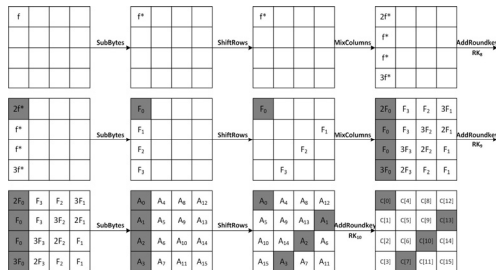 f f* f* 2f*
f*
SubBytes ShiftRows MixColumns AddRoundkey
f* RK₈
3f*
2f* F₀ F₀ 2F₀ F₃ F₂ 3F₁
f* F₁ F₁ F₀ F₃ 3F₂ 2F₁
SubBytes ShiftRows MixColumns AddRoundkey
f* F₂ F₂ F₀ 3F₃ 2F₂ F₁ RK₉
3f* F₃ F₃ 3F₀ 2F₃ F₂ F₁
2F₀ F₃ F₂ 3F₁ A₀ A₄ A₈ A₁₂ A₀ A₄ A₈ A₁₂ C[0] C[4] C[8] C[12]
F₀ F₃ 3F₂ 2F₁ A₁ A₅ A₉ A₁₃ A₅ A₉ A₁₃ A₁ C[1] C[5] C[9] C[13]
SubBytes ShiftRows AddRoundkey
F₀ 3F₃ 2F₂ F₁ A₂ A₆ A₁₀ A₁₄ A₁₀ A₁₄ A₂ A₆ RK₁₀ C[2] C[6] C[10] C[14]
3F₀ 2F₃ F₂ F₁ A₃ A₇ A₁₁ A₁₅ A₁₅ A₃ A₇ A₁₁ C[3] C[7] C[11] C[15]